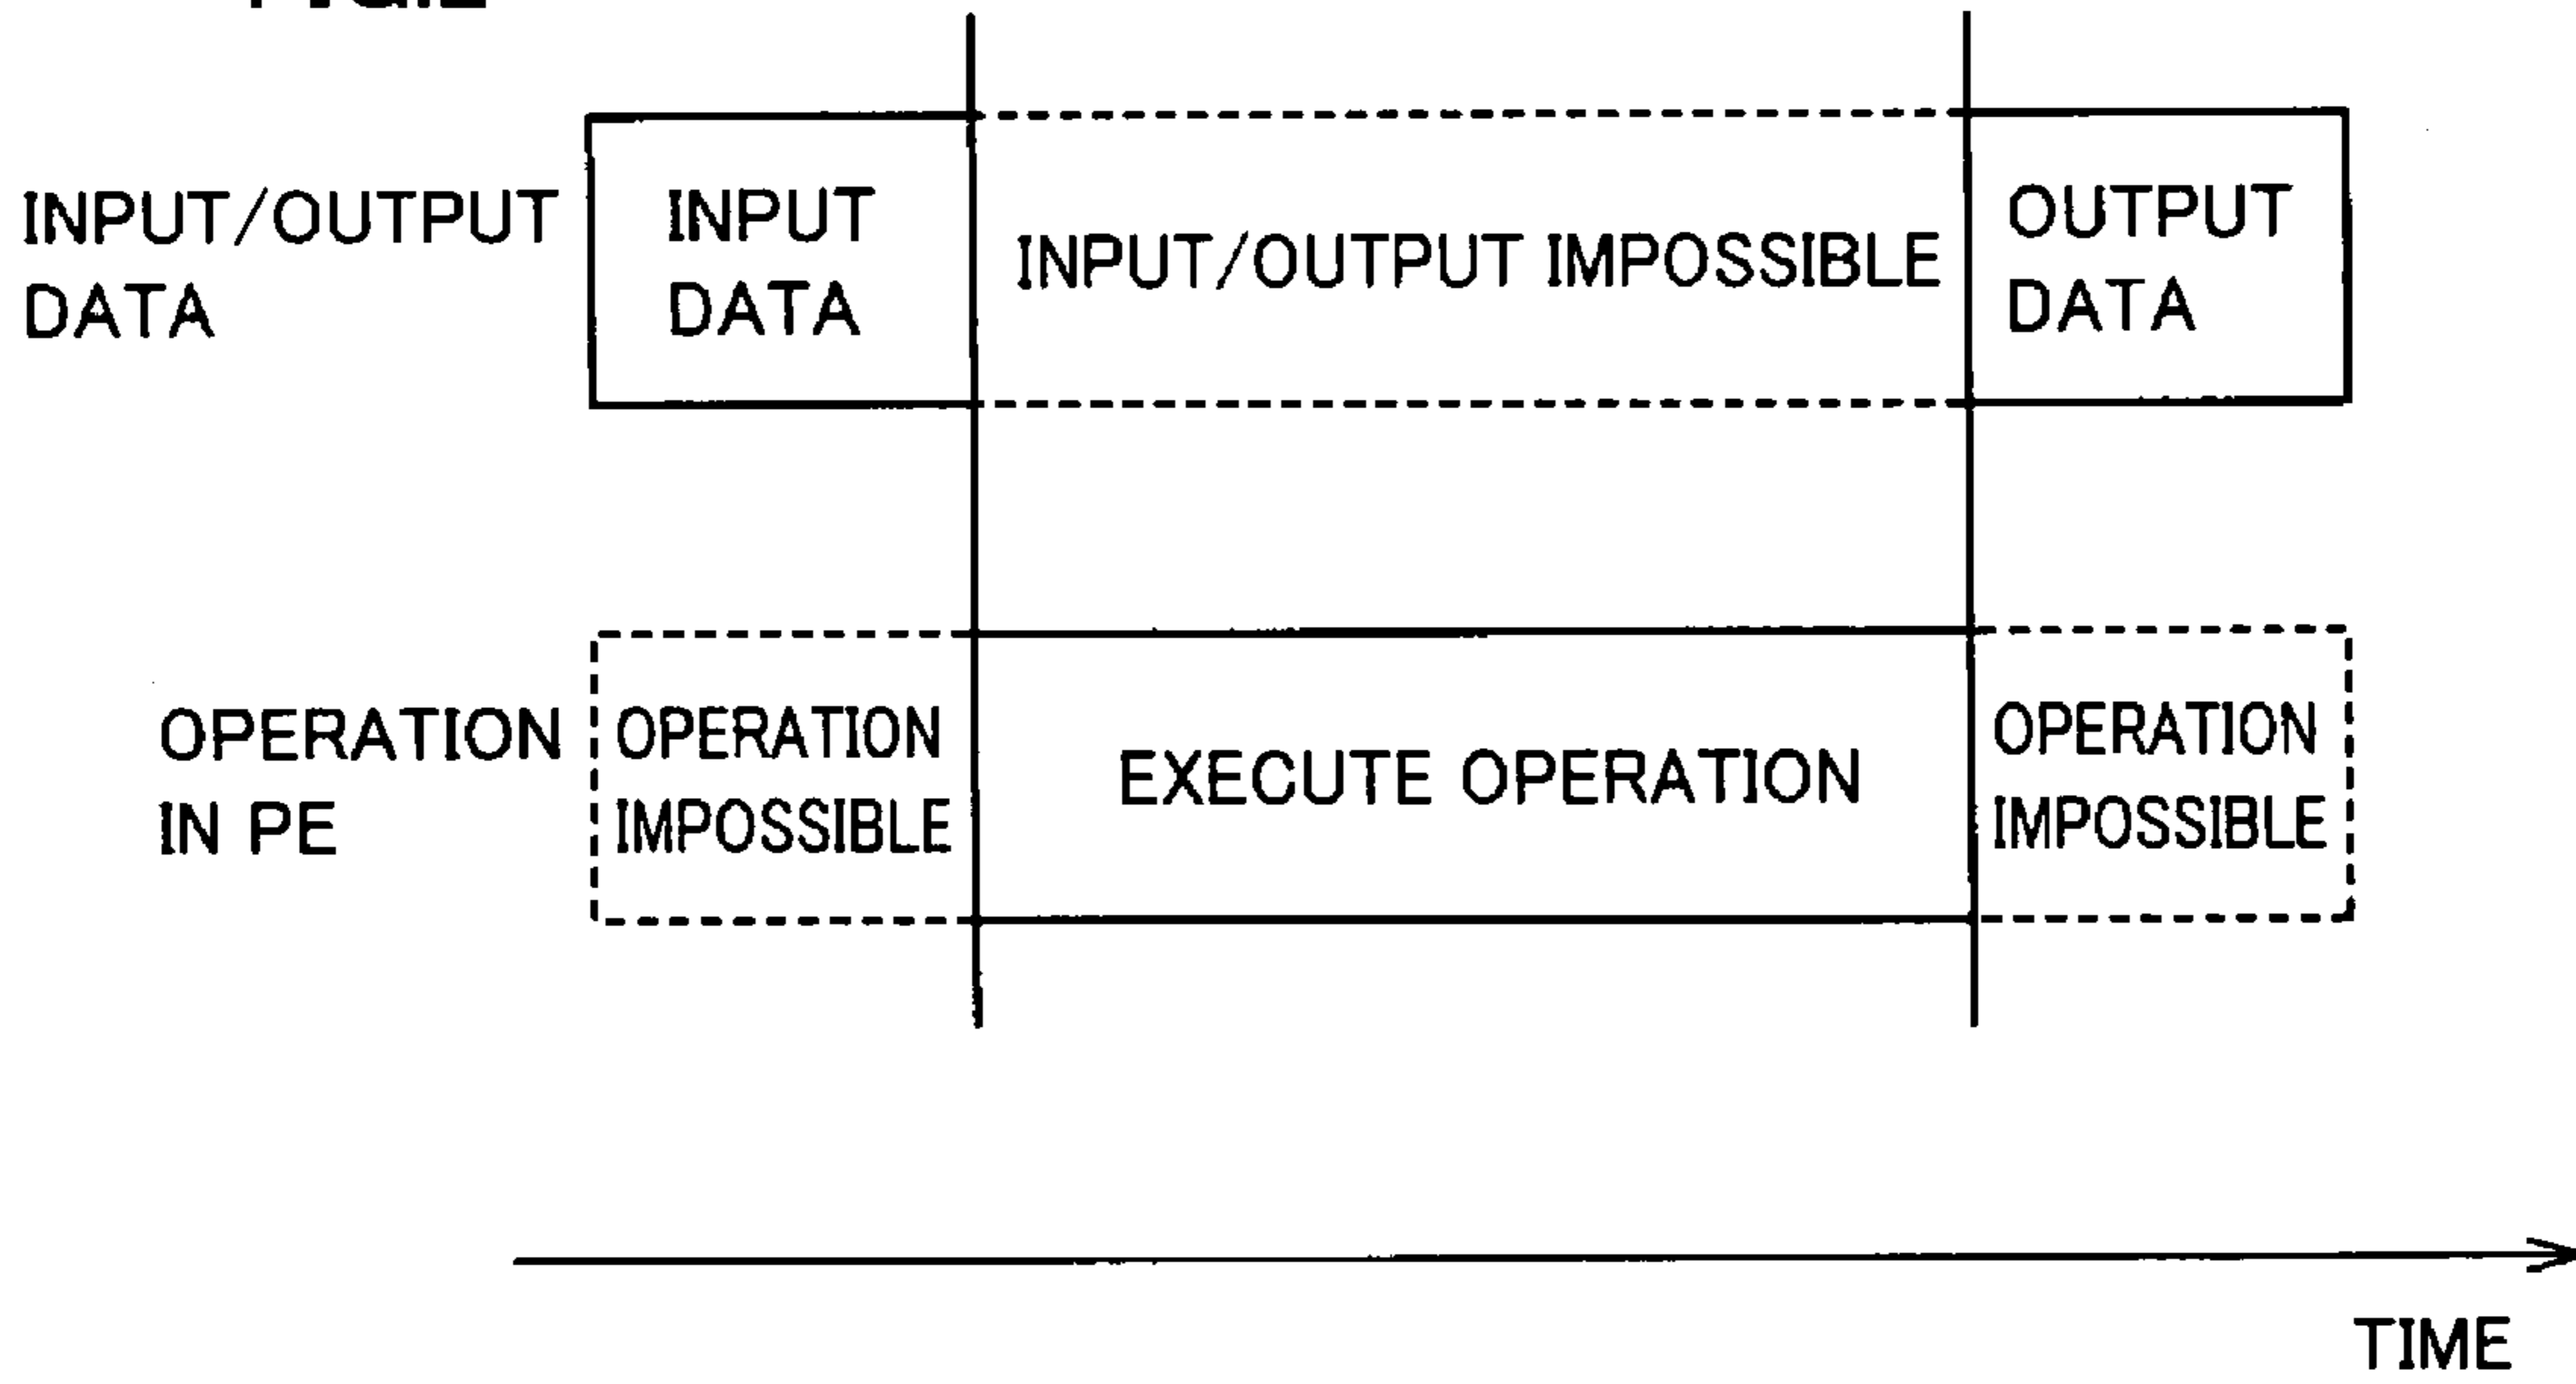 INPUT/OUTPUT
DATA
INPUT
DATA
INPUT/OUTPUT IMPOSSIBLE
OUTPUT
DATA
OPERATION
IN PE
OPERATION
IMPOSSIBLE
EXECUTE OPERATION
OPERATION
IMPOSSIBLE
TIME